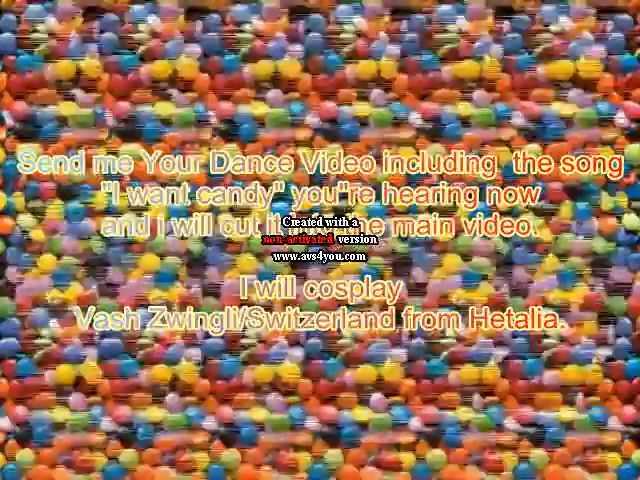 Send me Your Dance Video including the song
"I want candy" you"re hearing now
and i will cut it main video.
Created with a
non-activated version
www.avs4you.com
I will cosplay
Vash Zwingli/Switzerland from Hetalia.